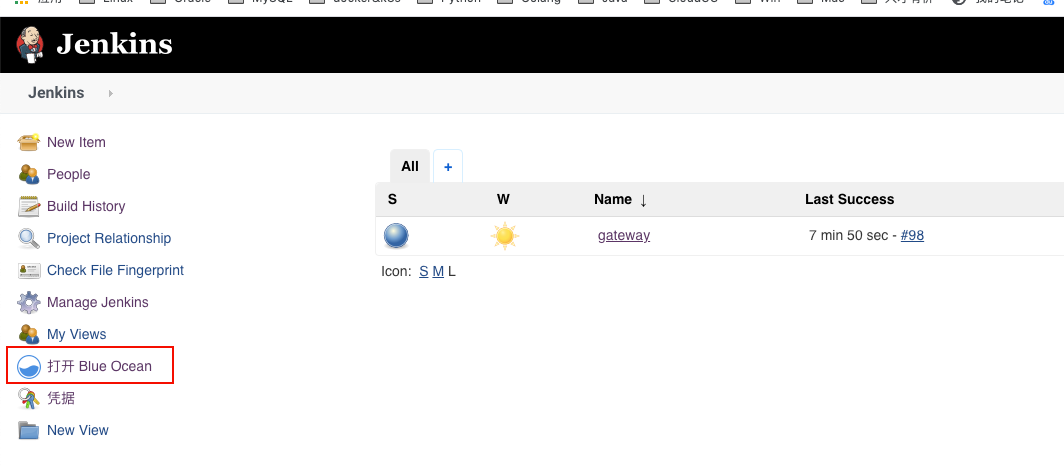 Jenkins
Jenkins
New Item
People
Build History
Project Relationship
Check File Fingerprint
Manage Jenkins
My Views
打开 Blue Ocean
凭据
New View
All +
S W Name ↓ Last Success
gateway 7 min 50 sec - #98
Icon: S M L